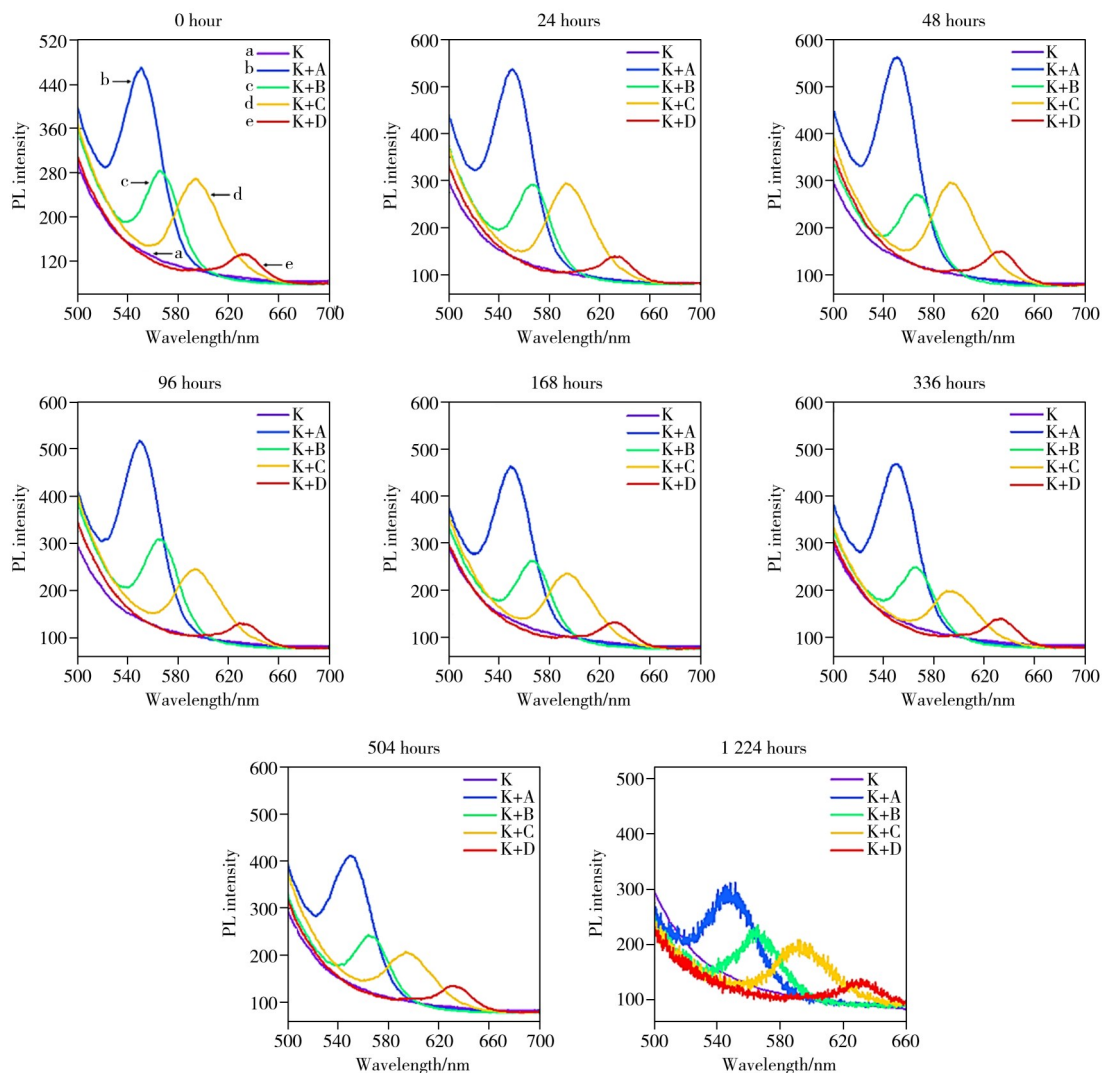 0 hour
520
440
360
280
200
120
PL intensity
500 540 580 620 660 700
Wavelength/nm
a K
b K+A
c K+B
d K+C
e K+D
b
c
d
a
e
24 hours
600
500
400
300
200
100
PL intensity
500 540 580 620 660 700
Wavelength/nm
K
K+A
K+B
K+C
K+D
48 hours
600
500
400
300
200
100
PL intensity
500 540 580 620 660 700
Wavelength/nm
K
K+A
K+B
K+C
K+D
96 hours
600
500
400
300
200
100
PL intensity
500 540 580 620 660 700
Wavelength/nm
K
K+A
K+B
K+C
K+D
168 hours
600
500
400
300
200
100
PL intensity
500 540 580 620 660 700
Wavelength/nm
K
K+A
K+B
K+C
K+D
336 hours
600
500
400
300
200
100
PL intensity
500 540 580 620 660 700
Wavelength/nm
K
K+A
K+B
K+C
K+D
504 hours
600
500
400
300
200
100
PL intensity
500 540 580 620 660 700
Wavelength/nm
K
K+A
K+B
K+C
K+D
1 224 hours
500
400
300
200
100
PL intensity
500 540 580 620 660
Wavelength/nm
K
K+A
K+B
K+C
K+D